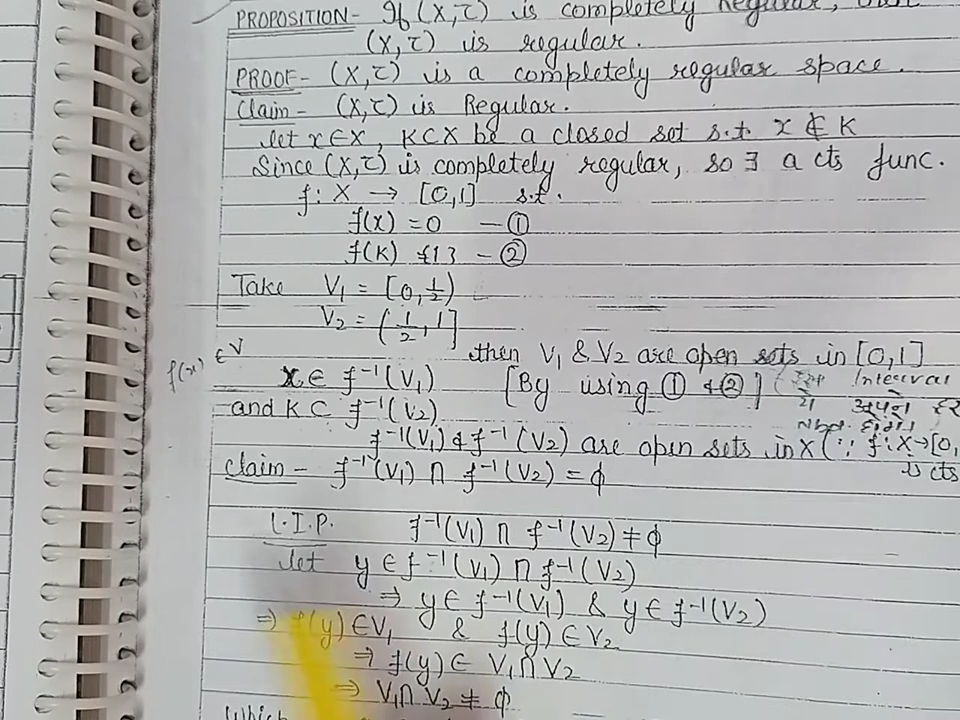 PROPOSITION- If (X,τ) is completely Regular, then
(X,τ) is regular.
PROOF- (X,τ) is a completely regular space.
Claim- (X,τ) is Regular.
let x∈X, K⊂X be a closed set s.t. x∉K
Since (X,τ) is completely regular, so ∃ a cts func.
f: X → [0,1] s.t.
f(x) = 0 — ①
f(K) {1} — ②
Take V₁ = [0,½)
V₂ = (½,1]
then V₁ & V₂ are open sets in [0,1]
f(x) ∈V
x∈ f⁻¹(V₁) [By using ① & ②] Interval
and K⊂ f⁻¹(V₂)
f⁻¹(V₁) & f⁻¹(V₂) are open sets in X (∵ f:X→[0,
is cts
Claim- f⁻¹(V₁) ∩ f⁻¹(V₂) = ϕ
I.I.P. f⁻¹(V₁) ∩ f⁻¹(V₂) ≠ ϕ
let y∈f⁻¹(V₁) ∩ f⁻¹(V₂)
⇒ y∈ f⁻¹(V₁) & y∈ f⁻¹(V₂)
⇒ f(y)∈V₁ & f(y)∈V₂
⇒ f(y)∈ V₁∩V₂
⇒ V₁∩V₂ ≠ ϕ
Which